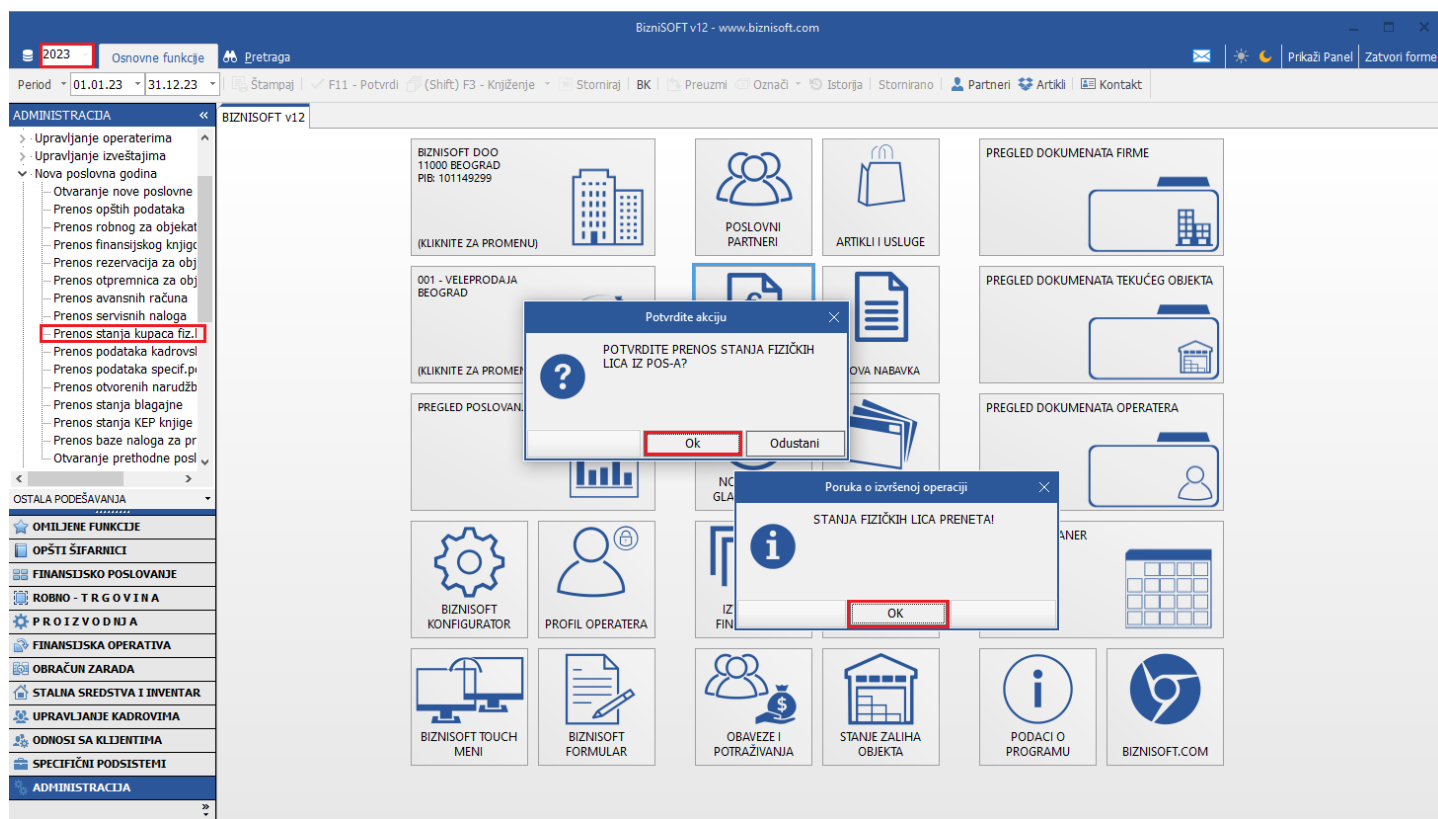 BizniSOFT v12 - www.biznisoft.com
2023
Osnovne funkcije
Pretraga
Prikaži Panel
Zatvori forme
Period
01.01.23
31.12.23
Štampaj
F11 - Potvrdi
(Shift) F3 - Knjiženje
Storniraj
BK
Preuzmi
Označi
Istorija
Stornirano
Partneri
Artikli
Kontakt
ADMINISTRACIJA
BIZNISOFT v12
Upravljanje operaterima
Upravljanje izveštajima
Nova poslovna godina
Otvaranje nove poslovne
Prenos opštih podataka
Prenos robnog za objekat
Prenos finansijskog knjigo
Prenos rezervacija za obj
Prenos otpremnica za obj
Prenos avansnih računa
Prenos servisnih naloga
Prenos stanja kupaca fiz.l
Prenos podataka kadrovsl
Prenos podataka specif.p
Prenos otvorenih narudžb
Prenos stanja blagajne
Prenos stanja KEP knjige
Prenos baze naloga za pr
Otvaranje prethodne posl
OSTALA PODEŠAVANJA
OMILJENE FUNKCIJE
OPŠTI ŠIFARNICI
FINANSIJSKO POSLOVANJE
ROBNO - T R G O V I N A
P R O I Z V O D NJ A
FINANSIJSKA OPERATIVA
OBRAČUN ZARADA
STALNA SREDSTVA I INVENTAR
UPRAVLJANJE KADROVIMA
ODNOSI SA KLIJENTIMA
SPECIFIČNI PODSISTEMI
ADMINISTRACIJA
BIZNISOFT DOO
11000 BEOGRAD
PIB: 101149299
(KLIKNITE ZA PROMENU)
POSLOVNI
PARTNERI
ARTIKLI I USLUGE
PREGLED DOKUMENATA FIRME
001 - VELEPRODAJA
BEOGRAD
(KLIKNITE ZA PROMEN
OVA NABAVKA
PREGLED DOKUMENATA TEKUĆEG OBJEKTA
Potvrdite akciju
POTVRDITE PRENOS STANJA FIZIČKIH
LICA IZ POS-A?
Ok
Odustani
PREGLED POSLOVAN
NO
GLA
PREGLED DOKUMENATA OPERATERA
Poruka o izvršenoj operaciji
STANJA FIZIČKIH LICA PRENETA!
OK
BIZNISOFT
KONFIGURATOR
PROFIL OPERATERA
IZ
FIN
ANER
BIZNISOFT TOUCH
MENI
BIZNISOFT
FORMULAR
OBAVEZE I
POTRAŽIVANJA
STANJE ZALIHA
OBJEKTA
PODACI O
PROGRAMU
BIZNISOFT.COM